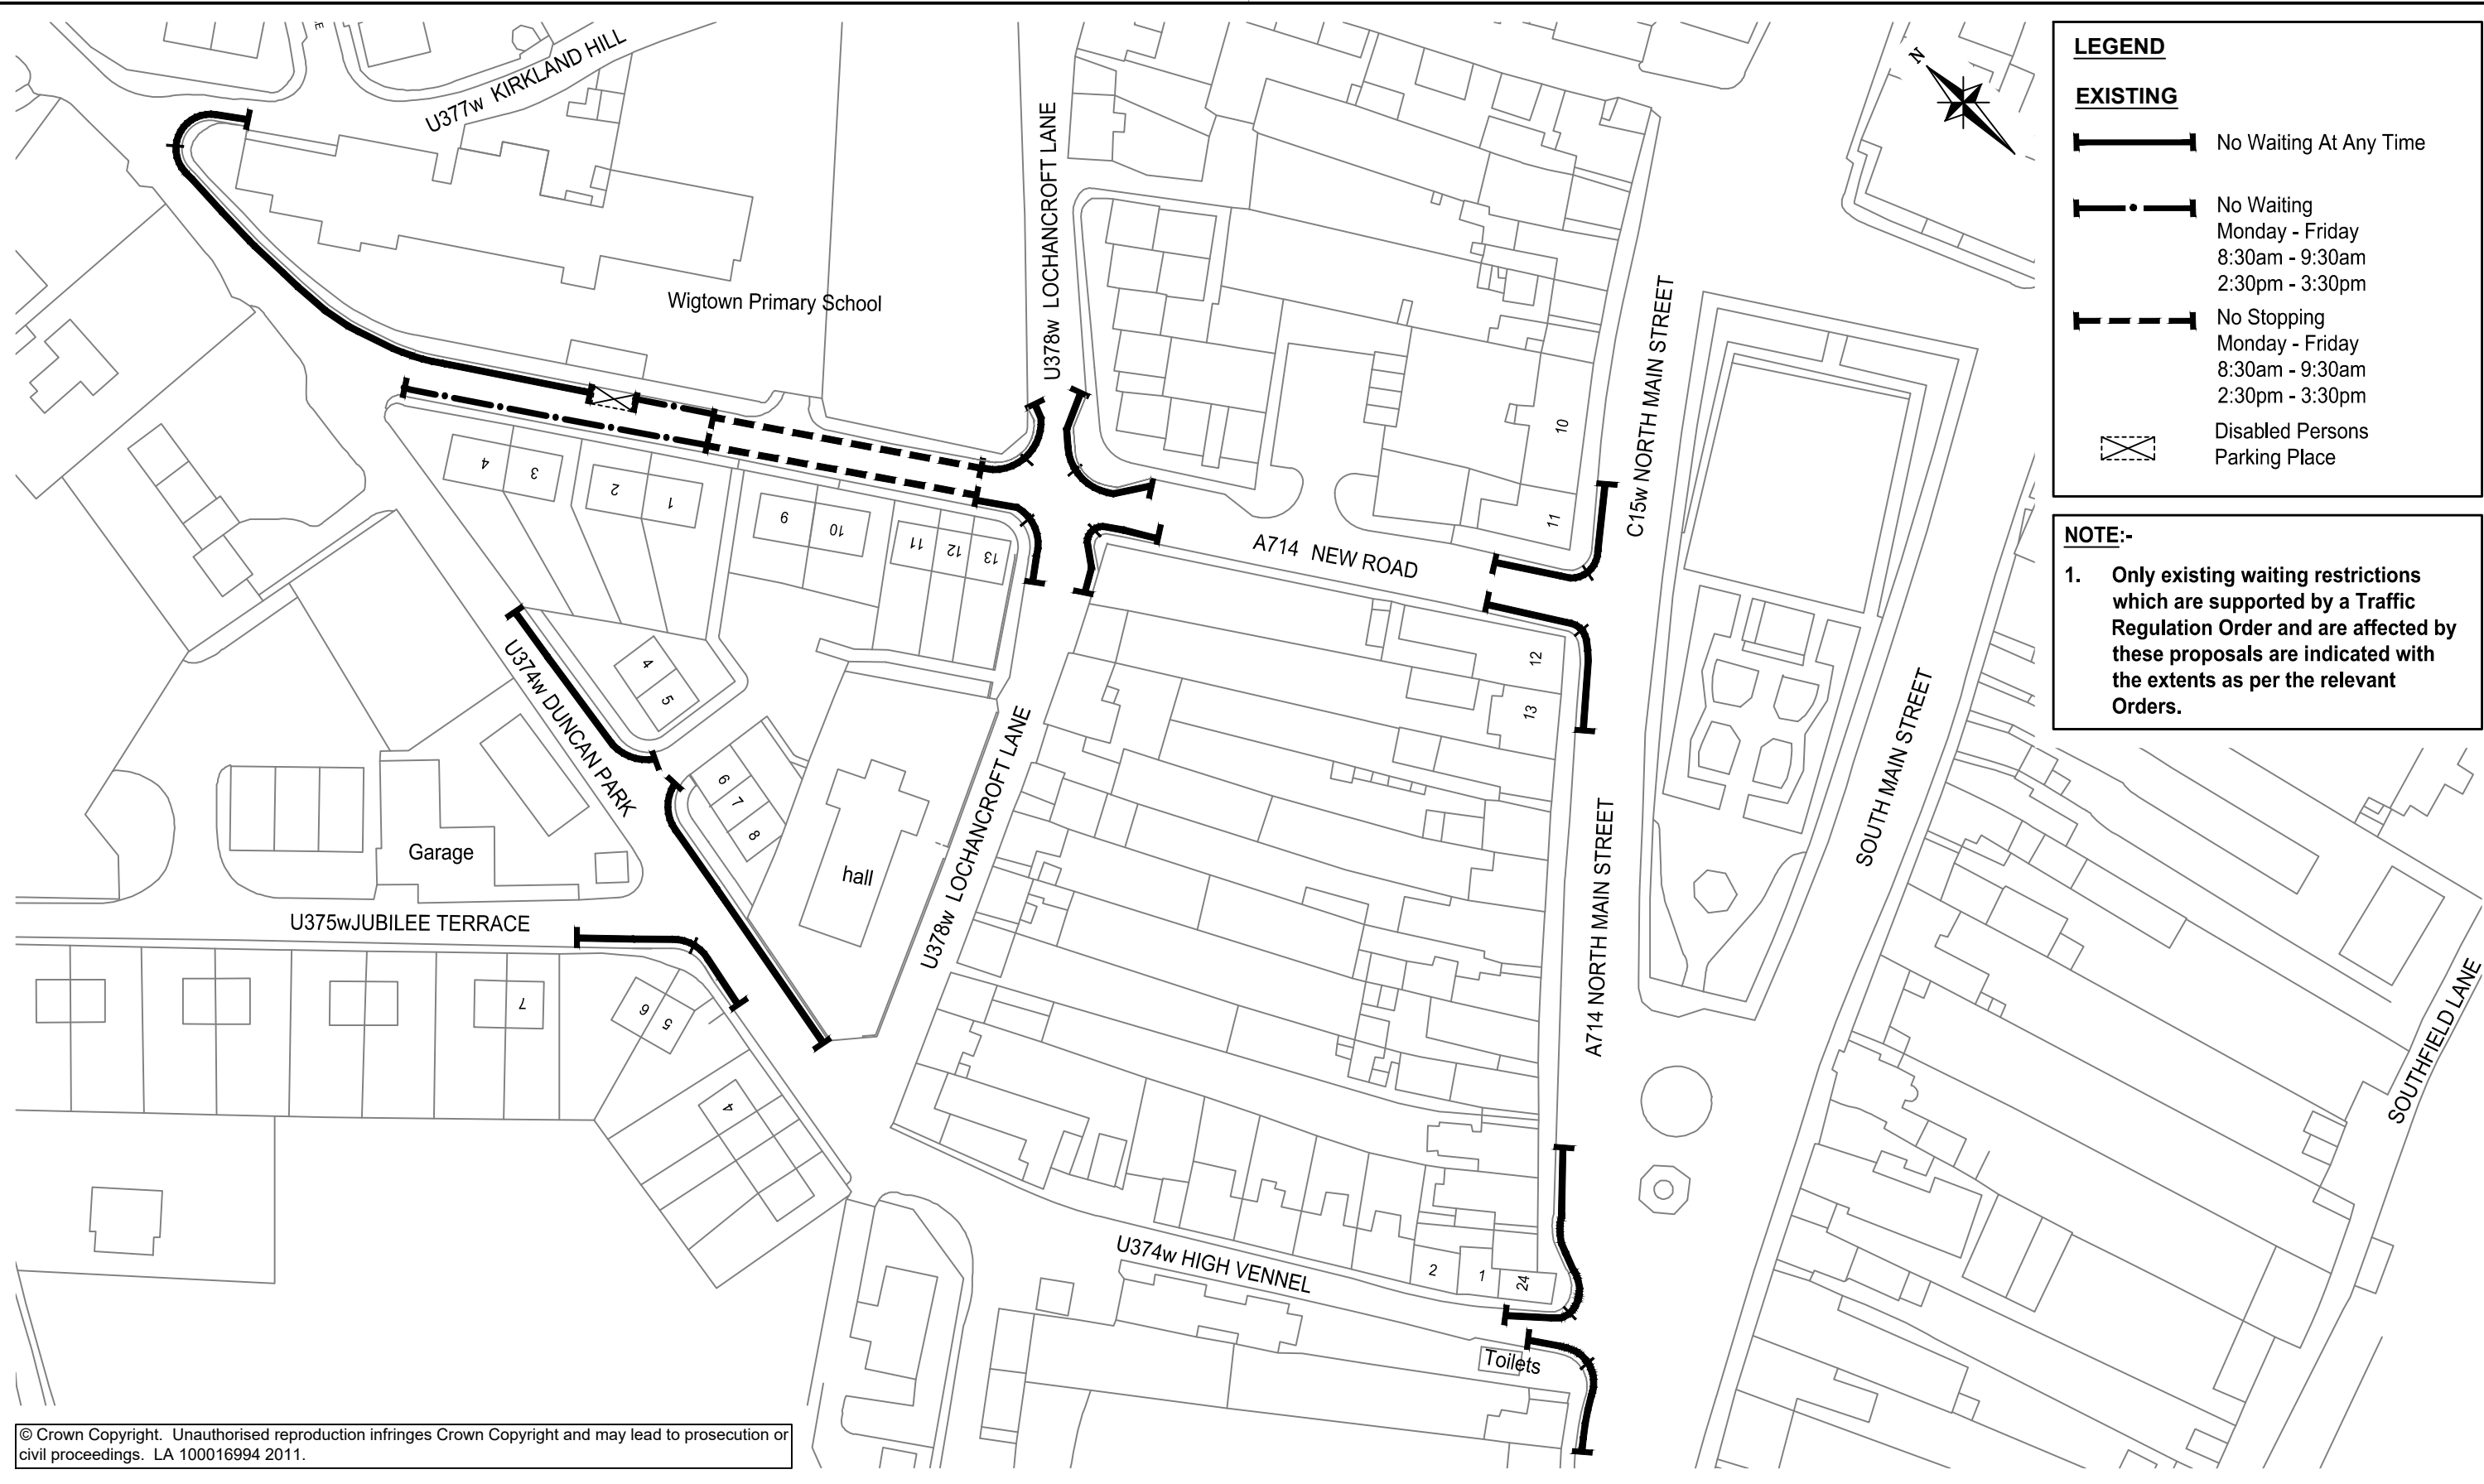 U377w KIRKLAND HILL
Wigtown Primary School
U378w LOCHANCROFT LANE
C15w NORTH MAIN STREET
10
11
A714 NEW ROAD
4
3
2
1
9
10
11
12
13
4
5
U374w DUNCAN PARK
6
7
8
Garage
hall
U378w LOCHANCROFT LANE
12
13
A714 NORTH MAIN STREET
SOUTH MAIN STREET
SOUTHFIELD LANE
U375wJUBILEE TERRACE
7
6
5
4
U374w HIGH VENNEL
2
1
24
Toilets
N
LEGEND
EXISTING
No Waiting At Any Time
No Waiting
Monday - Friday
8:30am - 9:30am
2:30pm - 3:30pm
No Stopping
Monday - Friday
8:30am - 9:30am
2:30pm - 3:30pm
Disabled Persons
Parking Place
NOTE:-
1. Only existing waiting restrictions
which are supported by a Traffic
Regulation Order and are affected by
these proposals are indicated with
the extents as per the relevant
Orders.
© Crown Copyright. Unauthorised reproduction infringes Crown Copyright and may lead to prosecution or
civil proceedings. LA 100016994 2011.